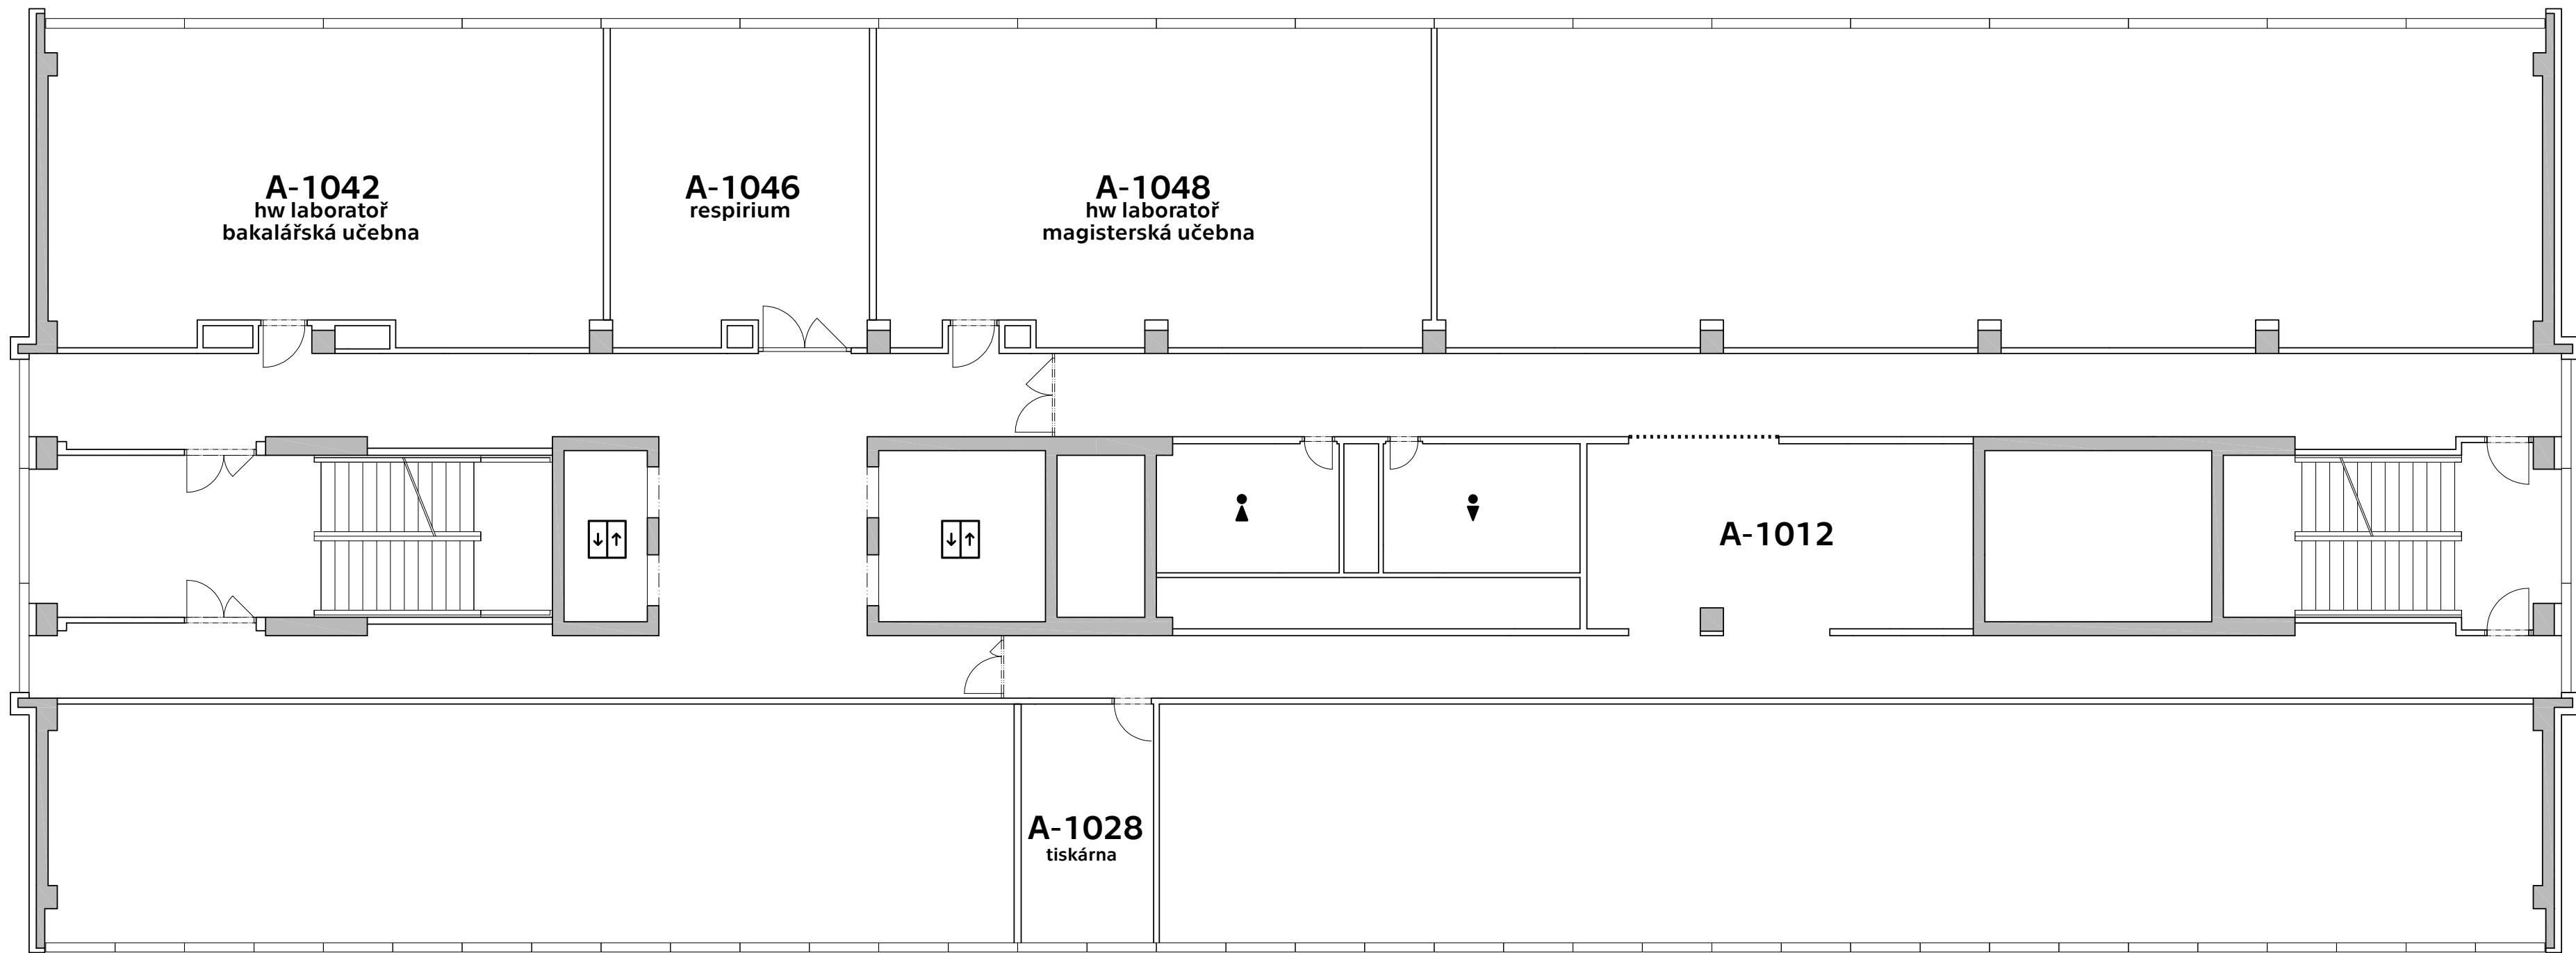 A-1042
hw laboratoř
bakalářská učebna
A-1046
respirium
A-1048
hw laboratoř
magisterská učebna
A-1012
A-1028
tiskárna